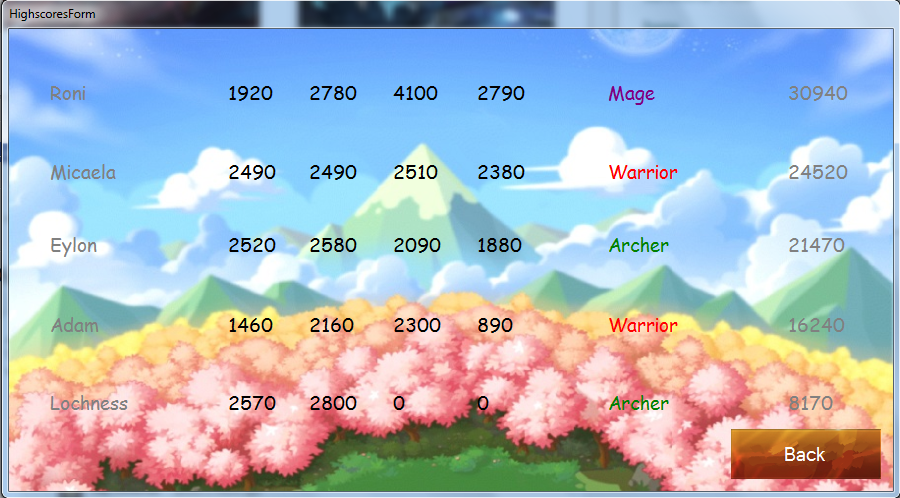 HighscoresForm
Roni 1920 2780 4100 2790 Mage 30940
Micaela 2490 2490 2510 2380 Warrior 24520
Eylon 2520 2580 2090 1880 Archer 21470
Adam 1460 2160 2300 890 Warrior 16240
Lochness 2570 2800 0 0 Archer 8170
Back